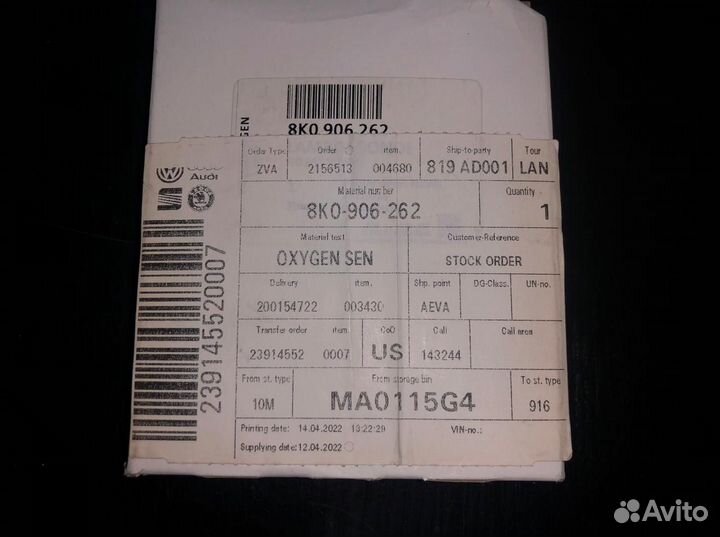 GEN
8K0 906 262
Audi
Order Type Order item. Ship-to-party Tour
ZVA 2156513 004680 819 AD001 LAN
Material number Quantity
8K0-906-262 1
Material text Customer-Reference
OXYGEN SEN STOCK ORDER
Delivery item. Shp. point DG-Class. UN-no.
200154722 003430 AEVA
Transfer order item. CoO Call Call area
23914552 0007 US 143244
From st. type From storage bin To st. type
10M MA0115G4 916
Printing date: 14.04.2022 13:22:29 VIN-no.:
Supplying date: 12.04.2022
239145520007
Avito